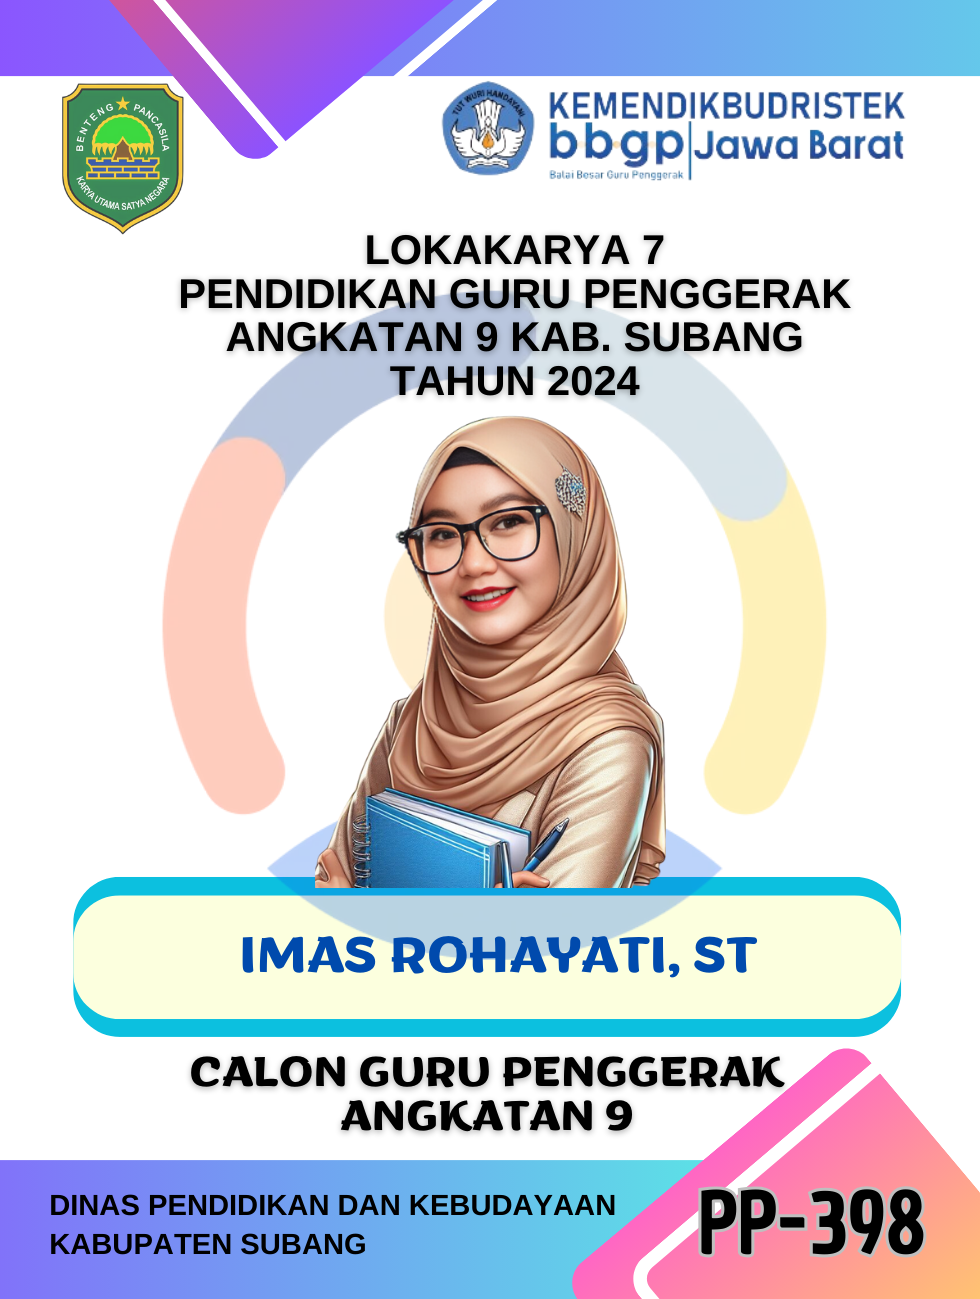 BENTENG PANCASILA
KARYA UTAMA SATYA NEGARA
TUT WURI HANDAYANI
KEMENDIKBUDRISTEK
bbgp Jawa Barat
Balai Besar Guru Penggerak
LOKAKARYA 7
PENDIDIKAN GURU PENGGERAK
ANGKATAN 9 KAB. SUBANG
TAHUN 2024
IMAS ROHAYATI, ST
CALON GURU PENGGERAK
ANGKATAN 9
DINAS PENDIDIKAN DAN KEBUDAYAAN
KABUPATEN SUBANG
PP-398